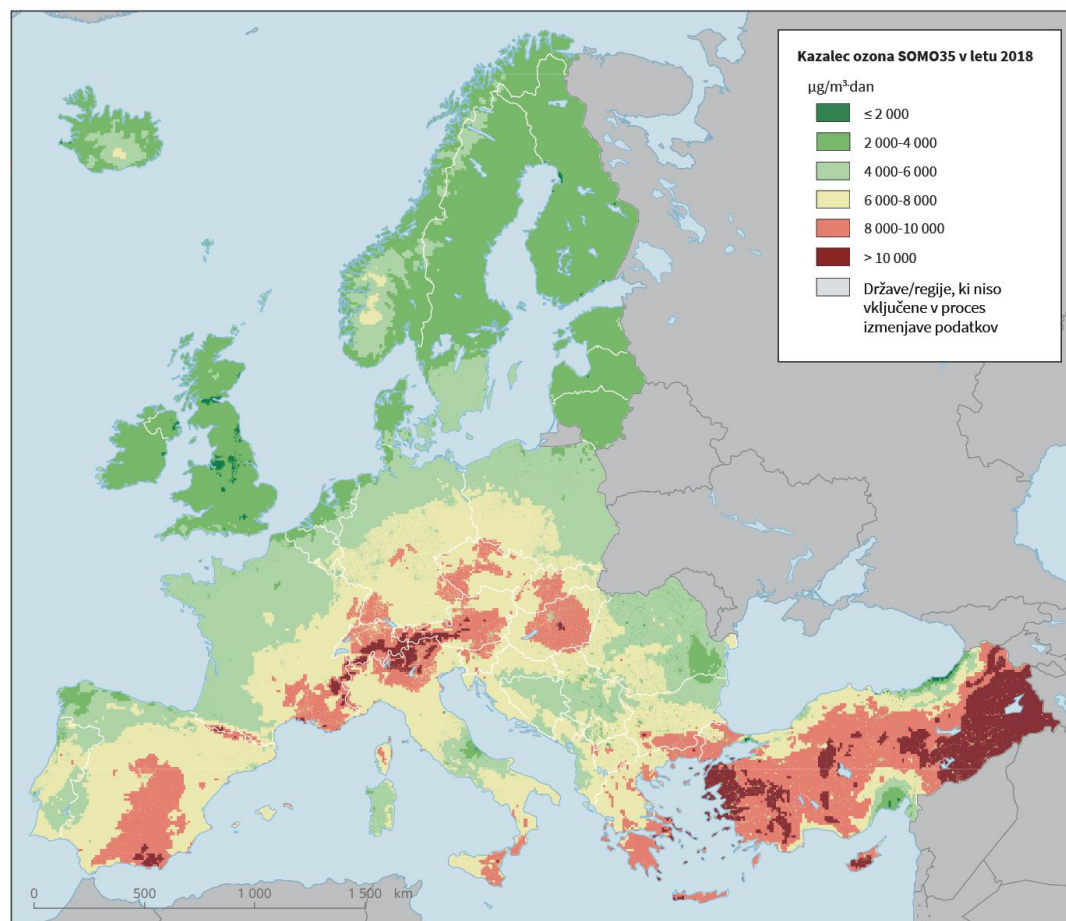 Kazalec ozona SOMO35 v letu 2018
µg/m³·dan
≤ 2 000
2 000-4 000
4 000-6 000
6 000-8 000
8 000-10 000
> 10 000
Države/regije, ki niso
vključene v proces
izmenjave podatkov
0 500 1 000 1 500 km